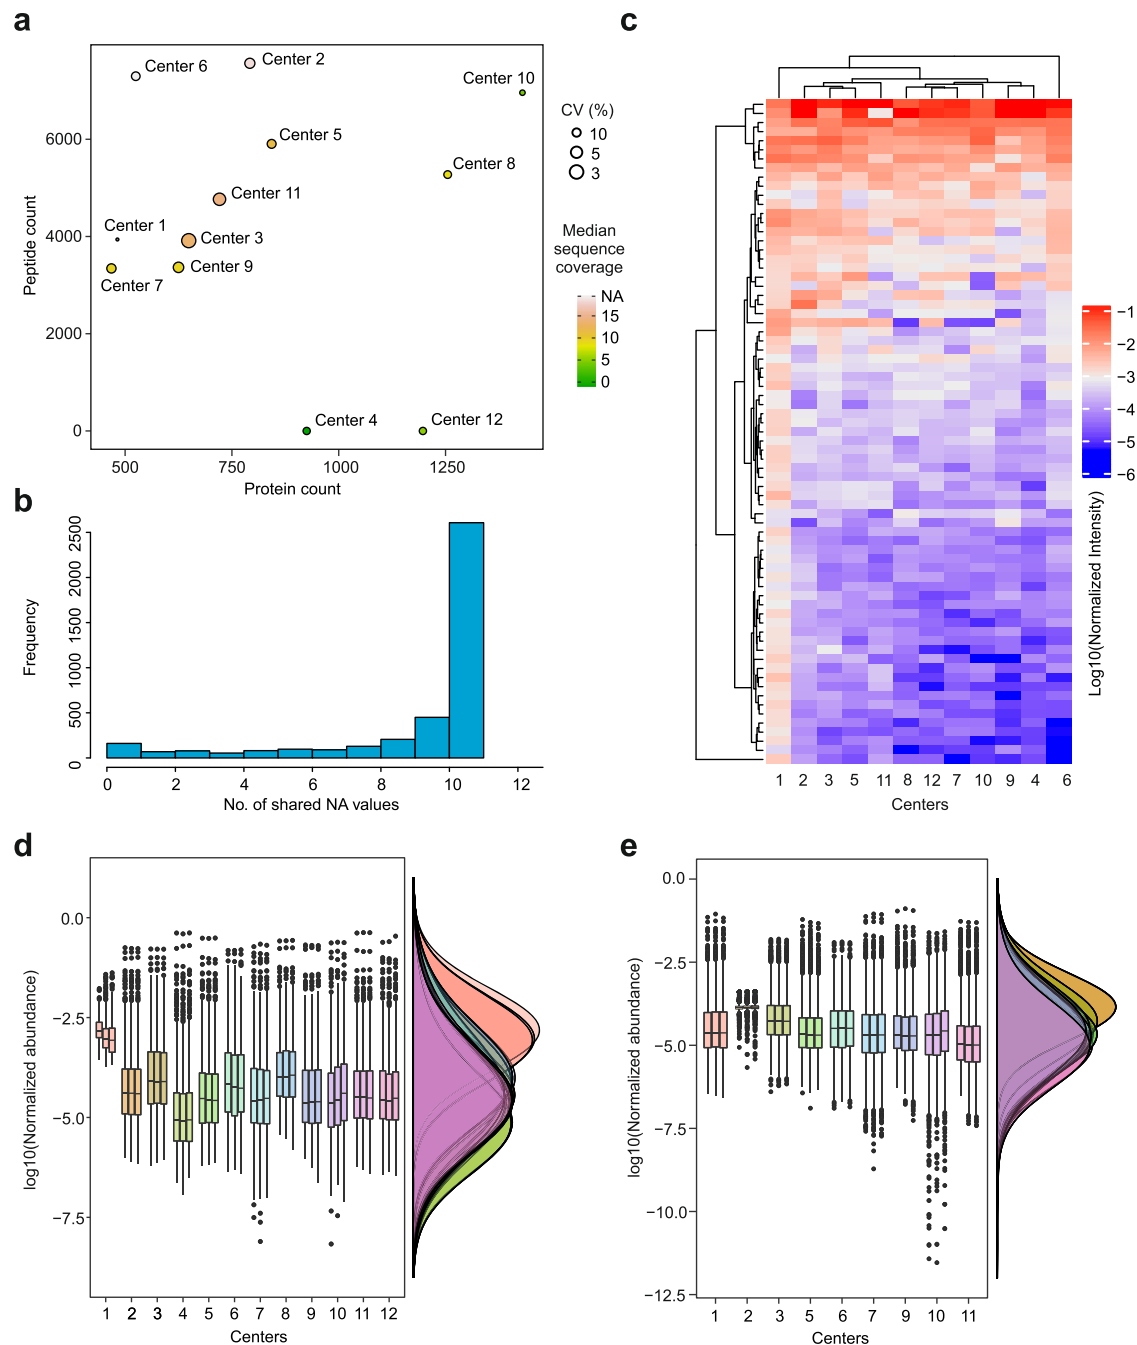 a
Peptide count
6000
4000
2000
0
500
750
1000
1250
Protein count
Center 6
Center 2
Center 10
Center 5
Center 8
Center 11
Center 1
Center 3
Center 9
Center 7
Center 4
Center 12
CV (%)
10
5
3
Median
sequence
coverage
NA
15
10
5
0
b
Frequency
2500
2000
1500
1000
500
0
0 2 4 6 8 10 12
No. of shared NA values
c
1 2 3 5 11 8 12 7 10 9 4 6
Centers
−1
−2
−3
−4
−5
−6
Log10(Normalized Intensity)
d
log10(Normalized abundance)
0.0
−2.5
−5.0
−7.5
1 2 3 4 5 6 7 8 9 10 11 12
Centers
e
log10(Normalized abundance)
0.0
−2.5
−5.0
−7.5
−10.0
−12.5
1 2 3 5 6 7 9 10 11
Centers